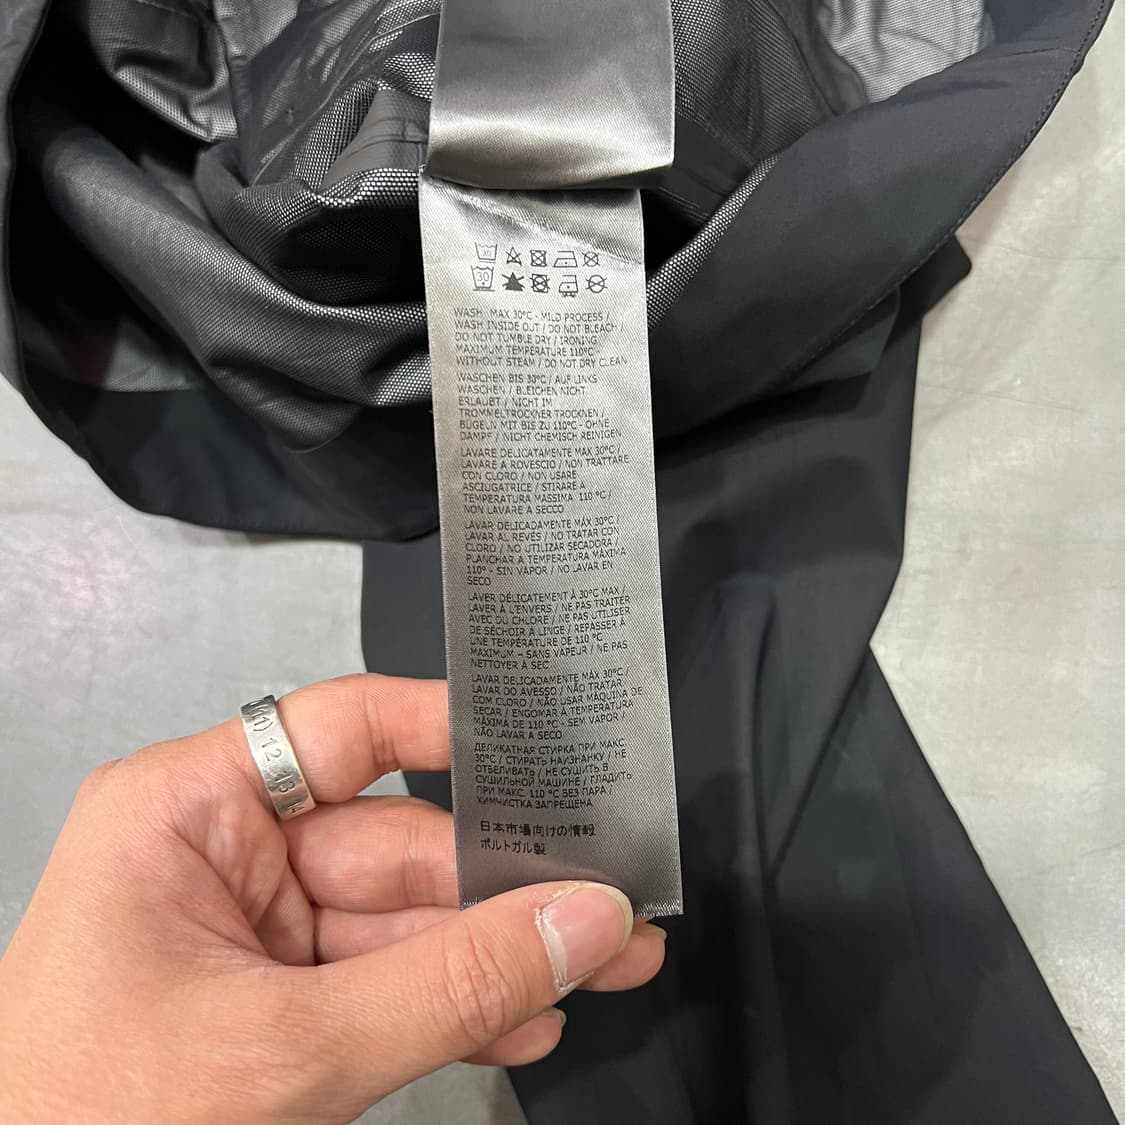 30
30
WASH MAX 30°C - MILD PROCESS /
WASH INSIDE OUT / DO NOT BLEACH /
DO NOT TUMBLE DRY / IRONING
MAXIMUM TEMPERATURE 110°C -
WITHOUT STEAM / DO NOT DRY CLEAN
WASCHEN BIS 30°C / AUF LINKS
WASCHEN / BLEICHEN NICHT
ERLAUBT / NICHT IM
TROMMELTROCKNER TROCKNEN /
BÜGELN MIT BIS ZU 110°C - OHNE
DAMPF / NICHT CHEMISCH REINIGEN
LAVARE DELICATAMENTE MAX 30°C /
LAVARE A ROVESCIO / NON TRATTARE
CON CLORO / NON USARE
ASCIUGATRICE / STIRARE A
TEMPERATURA MASSIMA 110 °C /
NON LAVARE A SECCO
LAVAR DELICADAMENTE MÁX 30°C /
LAVAR AL REVÉS / NO TRATAR CON
CLORO / NO UTILIZAR SECADORA /
PLANCHAR A TEMPERATURA MÁXIMA
110° - SIN VAPOR / NO LAVAR EN
SECO
LAVER DÉLICATEMENT À 30°C MAX /
LAVER À L'ENVERS / NE PAS TRAITER
AVEC DU CHLORE / NE PAS UTILISER
DE SÉCHOIR À LINGE / REPASSER À
UNE TEMPÉRATURE DE 110 °C
MAXIMUM – SANS VAPEUR / NE PAS
NETTOYER À SEC
LAVAR DELICADAMENTE MÁX 30°C /
LAVAR DO AVESSO / NÃO TRATAR
COM CLORO / NÃO USAR MÁQUINA DE
SECAR / ENGOMAR À TEMPERATURA
MÁXIMA DE 110 °C - SEM VAPOR /
NÃO LAVAR A SECO
ДЕЛИКАТНАЯ СТИРКА ПРИ МАКС
30°C / СТИРАТЬ НАИЗНАНКУ / НЕ
ОТБЕЛИВАТЬ / НЕ СУШИТЬ В
СУШИЛЬНОЙ МАШИНЕ / ГЛАДИТЬ
ПРИ МАКС. 110 °C БЕЗ ПАРА /
ХИМЧИСТКА ЗАПРЕЩЕНА
日本市場向けの情報
ポルトガル製
1) 12 13 14